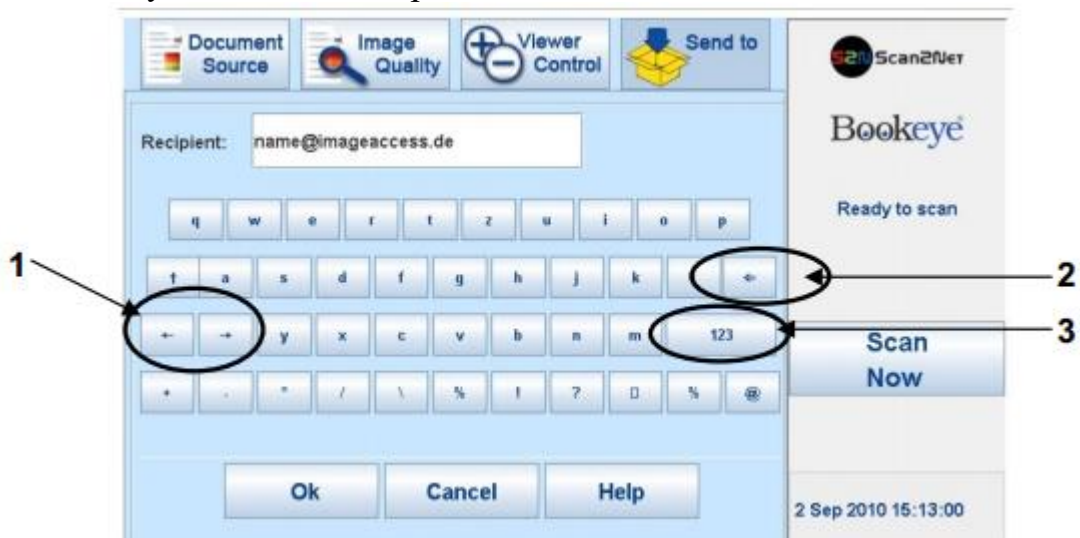 Document Source
Image Quality
Viewer Control
Send to
Scan2Net
Bookeye
Recipient: name@imageaccess.de
Ready to scan
q w e r t z u i o p
1
↑ a s d f g h j k ⇐
2
← → y x c v b n m 123
3
Scan Now
/ \ % ! ? % @
Ok Cancel Help
2 Sep 2010 15:13:00